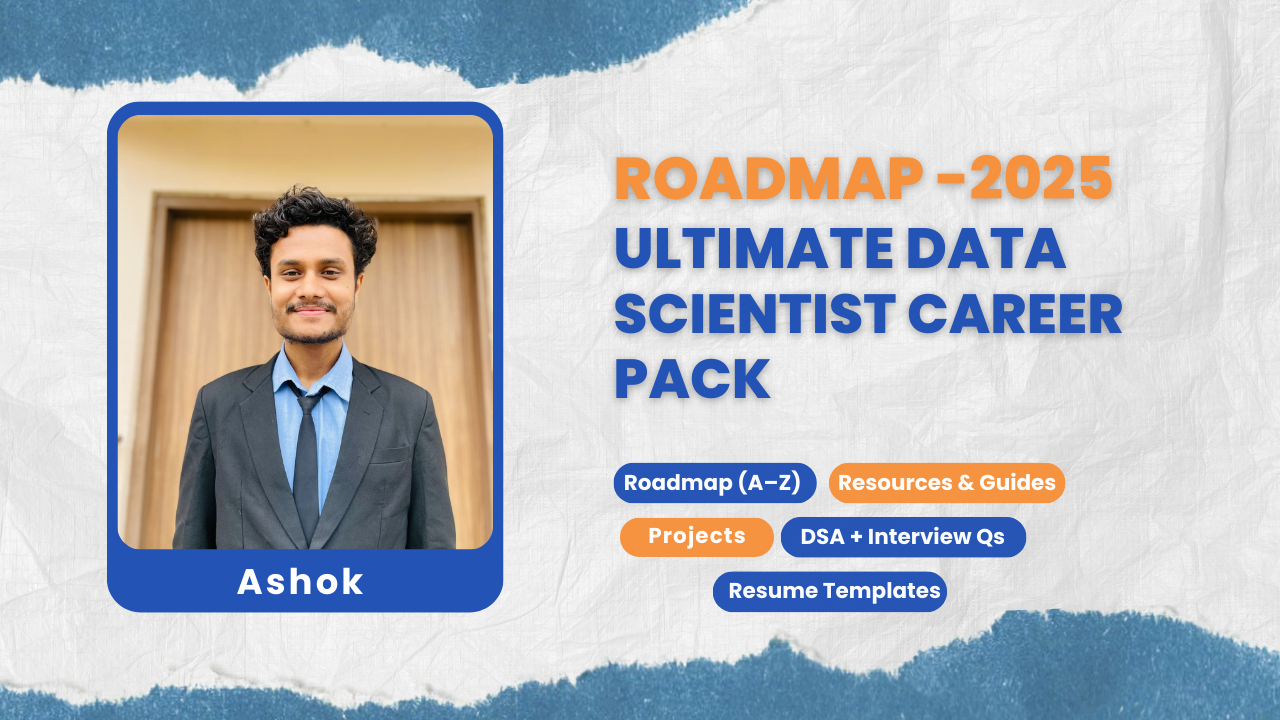 ROADMAP -2025
ULTIMATE DATA
SCIENTIST CAREER
PACK
Roadmap (A–Z)
Resources & Guides
Projects
DSA + Interview Qs
Resume Templates
Ashok